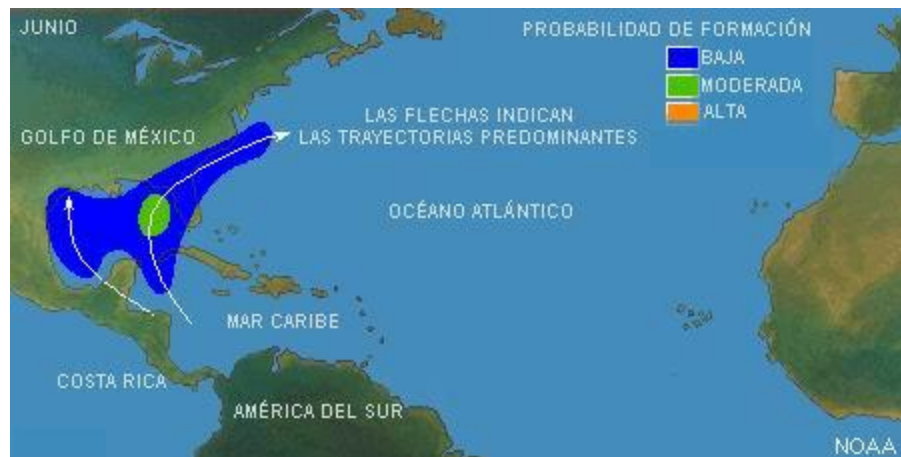 JUNIO
PROBABILIDAD DE FORMACIÓN
BAJA
MODERADA
ALTA
LAS FLECHAS INDICAN
LAS TRAYECTORIAS PREDOMINANTES
GOLFO DE MÉXICO
OCÉANO ATLÁNTICO
MAR CARIBE
COSTA RICA
AMÉRICA DEL SUR
NOAA